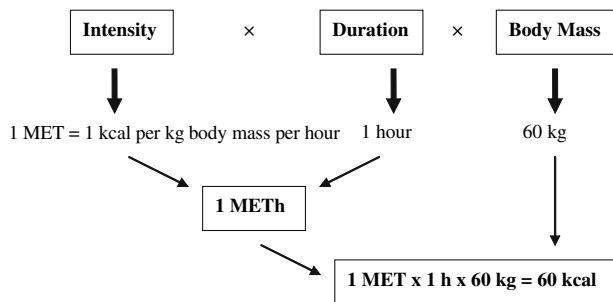 Intensity × Duration × Body Mass
1 MET = 1 kcal per kg body mass per hour 1 hour 60 kg
1 METh
1 MET x 1 h x 60 kg = 60 kcal